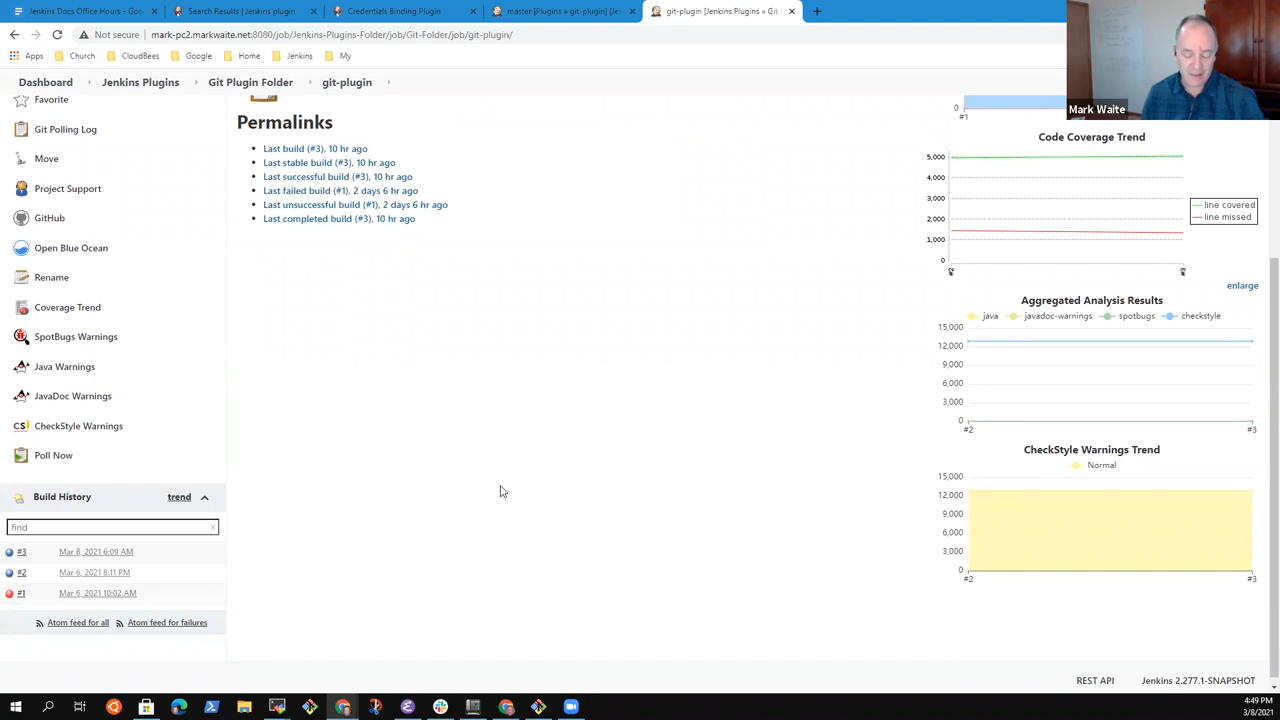 Jenkins Docs Office Hours - Goo
Search Results | Jenkins plugin
Credentials Binding Plugin
master [Plugins » git-plugin] [Jen
git-plugin [Jenkins Plugins » Git
Not secure
mark-pc2.markwaite.net:8080/job/Jenkins-Plugins-Folder/job/Git-Folder/job/git-plugin/
Apps
Church
CloudBees
Google
Home
Jenkins
My
Dashboard
Jenkins Plugins
Git Plugin Folder
git-plugin
Mark Waite
Favorite
Git Polling Log
Move
Project Support
GitHub
Open Blue Ocean
Rename
Coverage Trend
SpotBugs Warnings
Java Warnings
JavaDoc Warnings
CS!
CheckStyle Warnings
Poll Now
Build History
trend
find
x
#3
Mar 8, 2021 6:09 AM
#2
Mar 6, 2021 8:11 PM
#1
Mar 6, 2021 10:02 AM
Atom feed for all
Atom feed for failures
Permalinks
Last build (#3), 10 hr ago
Last stable build (#3), 10 hr ago
Last successful build (#3), 10 hr ago
Last failed build (#1), 2 days 6 hr ago
Last unsuccessful build (#1), 2 days 6 hr ago
Last completed build (#3), 10 hr ago
0
#1
Code Coverage Trend
5,000
4,000
3,000
2,000
1,000
0
#2
#3
line covered
line missed
enlarge
Aggregated Analysis Results
java
javadoc-warnings
spotbugs
checkstyle
15,000
12,000
9,000
6,000
3,000
0
#2
#3
CheckStyle Warnings Trend
Normal
15,000
12,000
9,000
6,000
3,000
0
#2
#3
REST API
Jenkins 2.277.1-SNAPSHOT
4:49 PM
3/8/2021